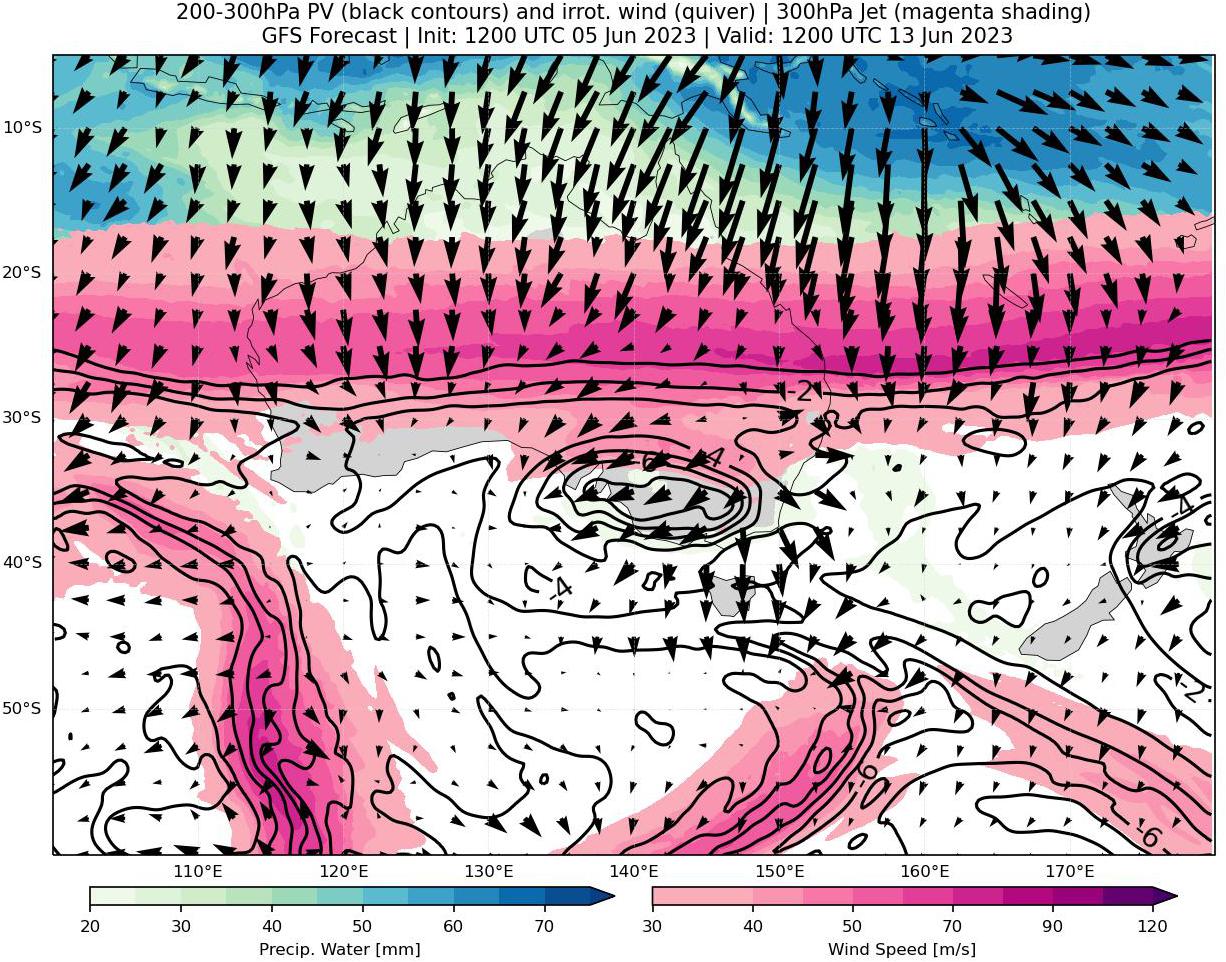 200-300hPa PV (black contours) and irrot. wind (quiver) | 300hPa Jet (magenta shading)
GFS Forecast | Init: 1200 UTC 05 Jun 2023 | Valid: 1200 UTC 13 Jun 2023
10°S
20°S
-2
30°S
-6 -4
-4
40°S
-4
-2
50°S
-6
-6
110°E 120°E 130°E 140°E 150°E 160°E 170°E
20 30 40 50 60 70
30 40 50 70 90 120
Precip. Water [mm]
Wind Speed [m/s]